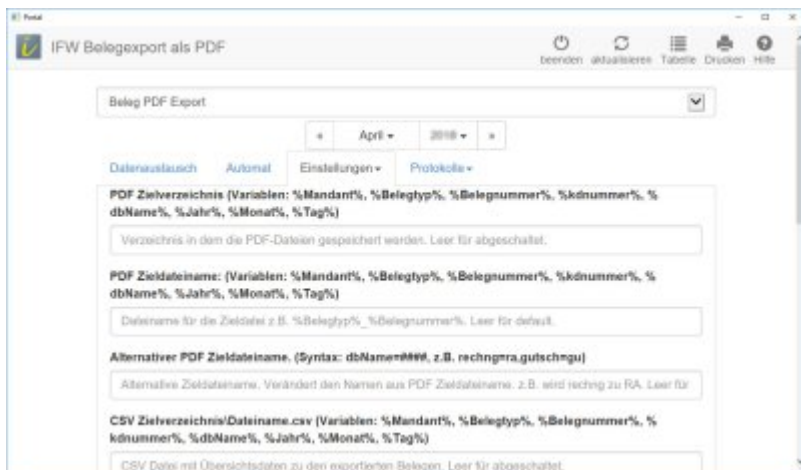 Portal
IFW Belegexport als PDF
beenden aktualisieren Tabelle Drucken Hilfe
Beleg PDF Export
« April 2018 »
Datenaustausch Automat Einstellungen Protokolle
PDF Zielverzeichnis (Variablen: %Mandant%, %Belegtyp%, %Belegnummer%, %kdnummer%, %
dbName%, %Jahr%, %Monat%, %Tag%)
Verzeichnis in dem die PDF-Dateien gespeichert werden. Leer für abgeschaltet.
PDF Zieldateiname: (Variablen: %Mandant%, %Belegtyp%, %Belegnummer%, %kdnummer%, %
dbName%, %Jahr%, %Monat%, %Tag%)
Dateiname für die Zieldatei z.B. %Belegtyp%_%Belegnummer%. Leer für default.
Alternativer PDF Zieldateiname. (Syntax: dbName=####, z.B. rechng=ra,gutsch=gu)
Alternative Zieldateiname. Verändert den Namen aus PDF Zieldateiname. z.B. wird rechng zu RA. Leer für
CSV Zielverzeichnis\Dateiname.csv (Variablen: %Mandant%, %Belegtyp%, %Belegnummer%, %
kdnummer%, %dbName%, %Jahr%, %Monat%, %Tag%)
CSV Datei mit Übersichtsdaten zu den exportierten Belegen. Leer für abgeschaltet.